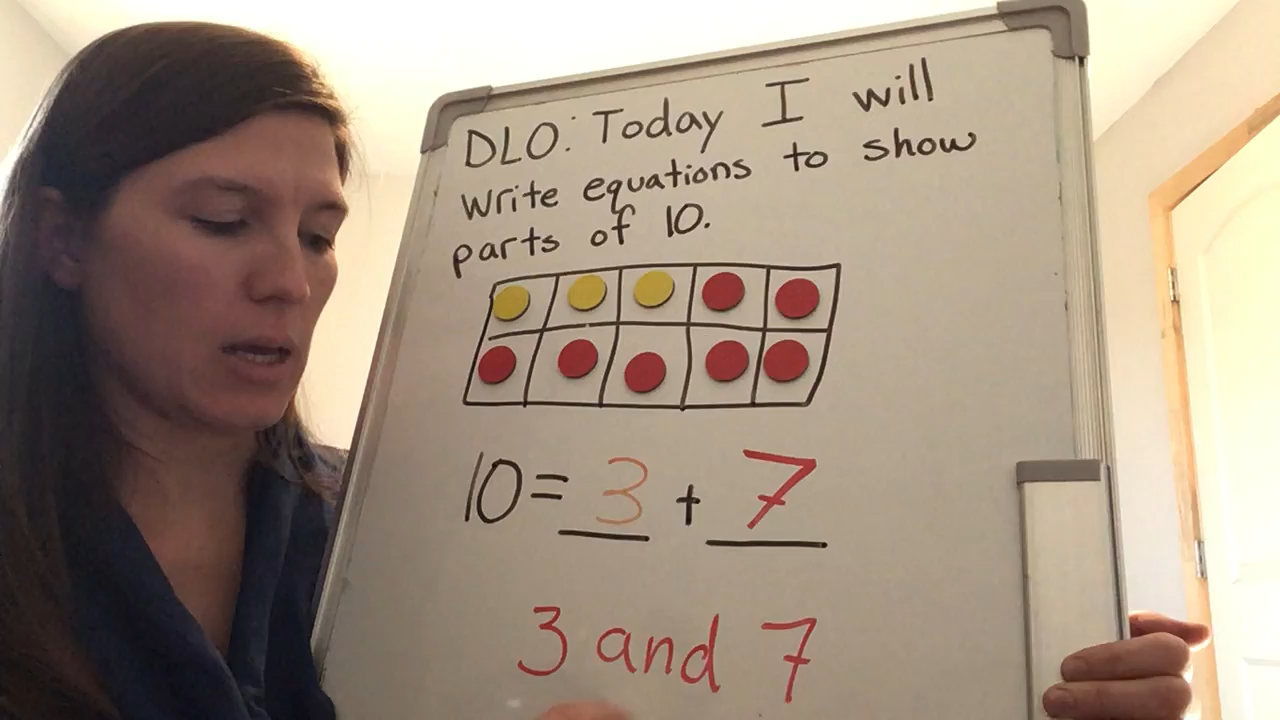 DLO: Today I will
write equations to show
parts of 10.
10 = 3 + 7
3 and 7